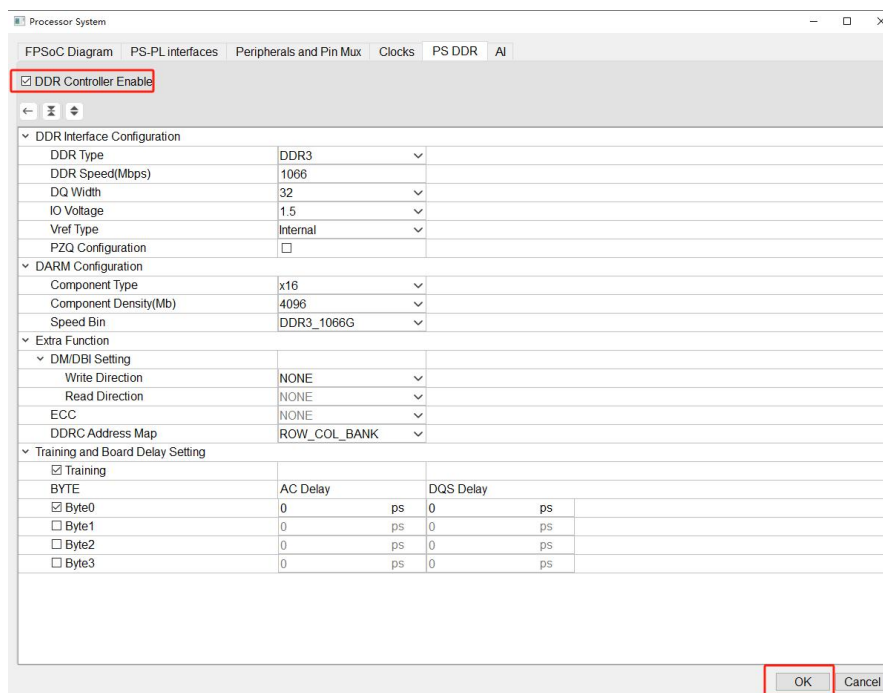 Processor System
FPSoC Diagram PS-PL interfaces Peripherals and Pin Mux Clocks PS DDR AI
DDR Controller Enable
DDR Interface Configuration
DDR Type DDR3
DDR Speed(Mbps) 1066
DQ Width 32
IO Voltage 1.5
Vref Type Internal
PZQ Configuration
DARM Configuration
Component Type x16
Component Density(Mb) 4096
Speed Bin DDR3_1066G
Extra Function
DM/DBI Setting
Write Direction NONE
Read Direction NONE
ECC NONE
DDRC Address Map ROW_COL_BANK
Training and Board Delay Setting
Training
BYTE AC Delay DQS Delay
Byte0 0 ps 0 ps
Byte1 0 ps 0 ps
Byte2 0 ps 0 ps
Byte3 0 ps 0 ps
OK Cancel